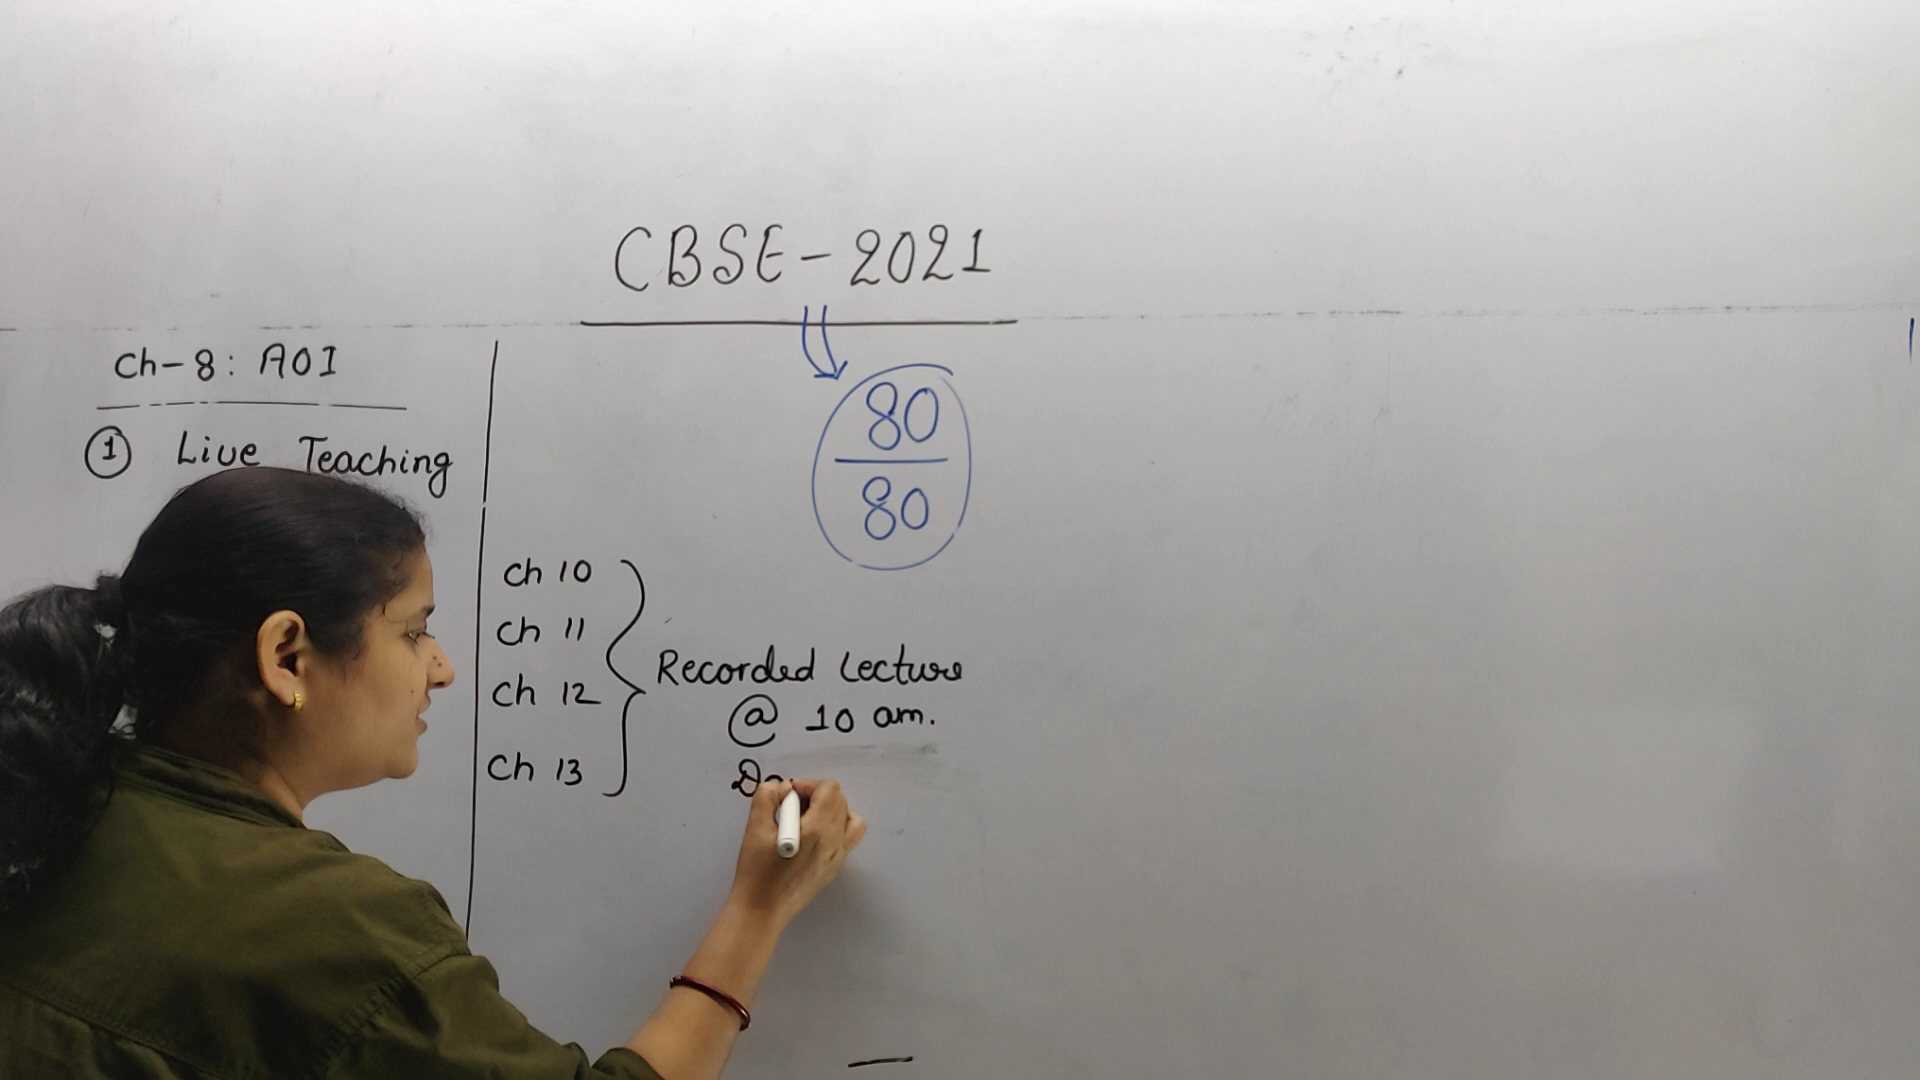 CBSE-2021
80
80
Ch-8: AOI
① Live Teaching
Ch 10
Ch 11
Ch 12
Ch 13
Recorded Lecture
@ 10 am.